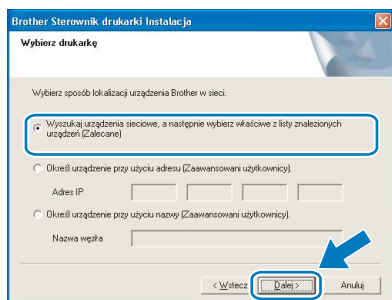 Brother Sterownik drukarki Instalacja
Wybierz drukarkę
Wybierz sposób lokalizacji urządzenia Brother w sieci.
Wyszukaj urządzenia sieciowe, a następnie wybierz właściwe z listy znalezionych
urządzeń (Zalecane)
Określ urządzenie przy użyciu adresu (Zaawansowani użytkownicy).
Adres IP
Określ urządzenie przy użyciu nazwy (Zaawansowani użytkownicy).
Nazwa węzła
< Wstecz Dalej > Anuluj